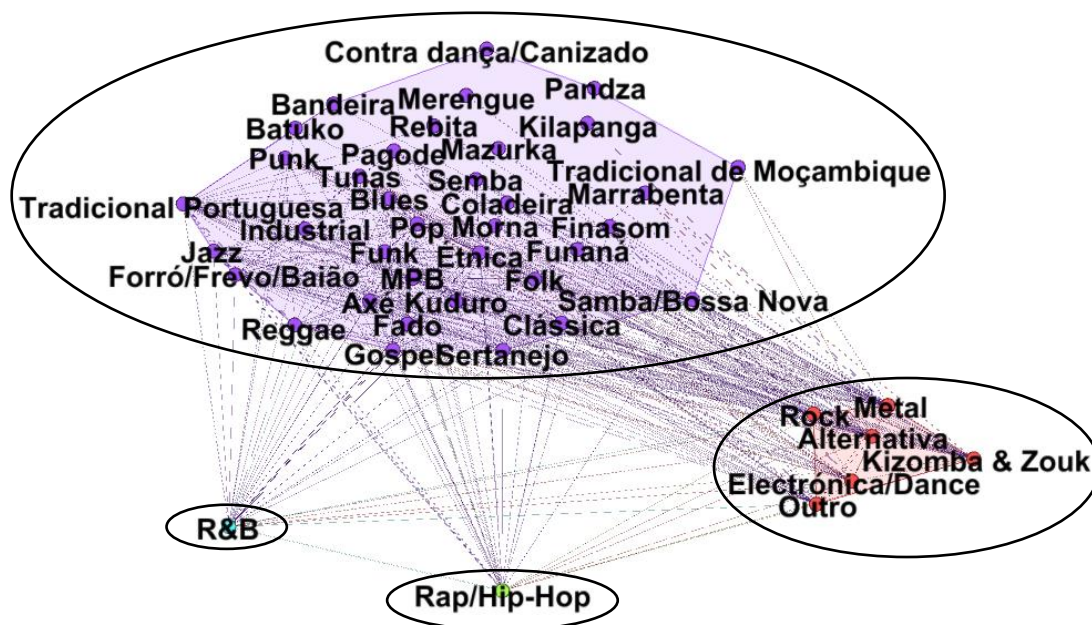 Contra dança/Canizado
Pandza
Bandeira
Merengue
Batuko
Rebita
Kilapanga
Punk
Pagode
Mazurka
Tradicional de Moçambique
Tunas
Semba
Marrabenta
Tradicional Portuguesa
Blues
Coladeira
Industrial
Pop
Morna
Finasom
Jazz
Funk
Étnica
Funaná
Forró/Frevo/Baião
MPB
Folk
Axé
Kuduro
Samba/Bossa Nova
Reggae
Fado
Clássica
Gospel
Sertanejo
Rock
Metal
Alternativa
Kizomba & Zouk
Electrónica/Dance
Outro
R&B
Rap/Hip-Hop